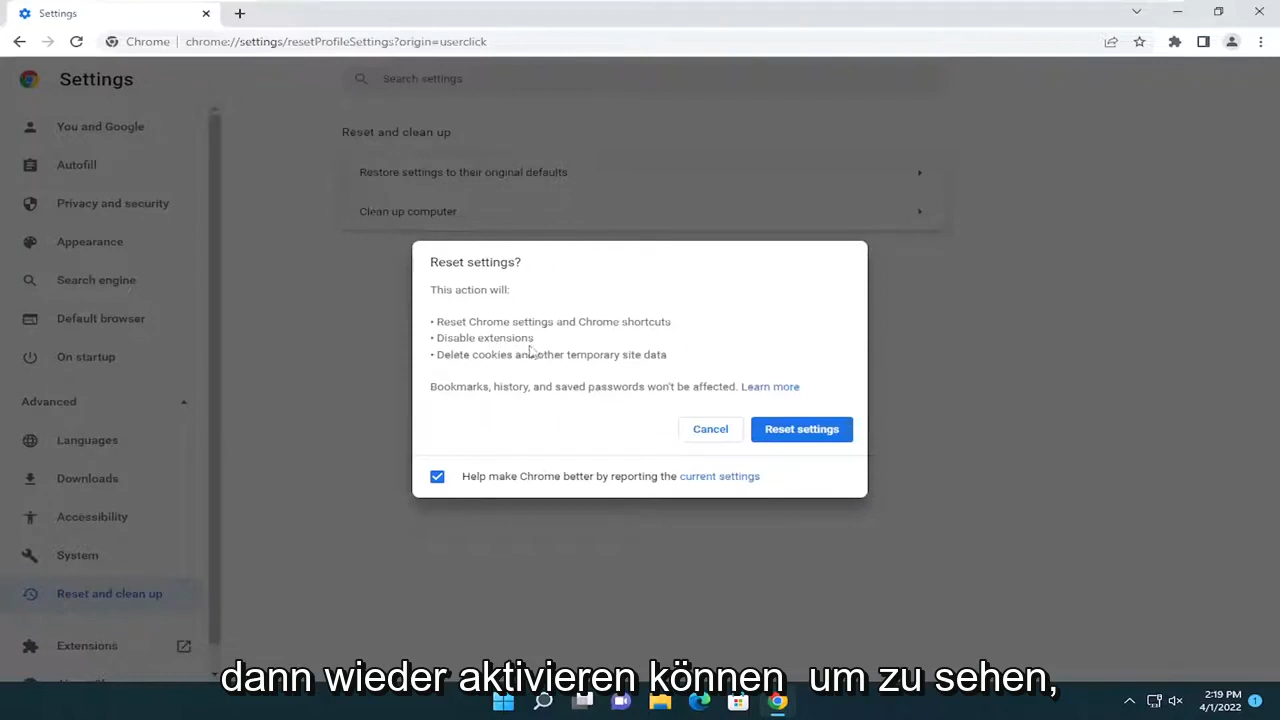 Settings
Chrome | chrome://settings/resetProfileSettings?origin=userclick
Settings
Search settings
You and Google
Autofill
Privacy and security
Appearance
Search engine
Default browser
On startup
Advanced
Languages
Downloads
Accessibility
System
Reset and clean up
Extensions
Reset and clean up
Restore settings to their original defaults
Clean up computer
Reset settings?
This action will:
• Reset Chrome settings and Chrome shortcuts
• Disable extensions
• Delete cookies and other temporary site data
Bookmarks, history, and saved passwords won't be affected. Learn more
Cancel
Reset settings
Help make Chrome better by reporting the current settings
dann wieder aktivieren können um zu sehen,
2:19 PM
4/1/2022
1